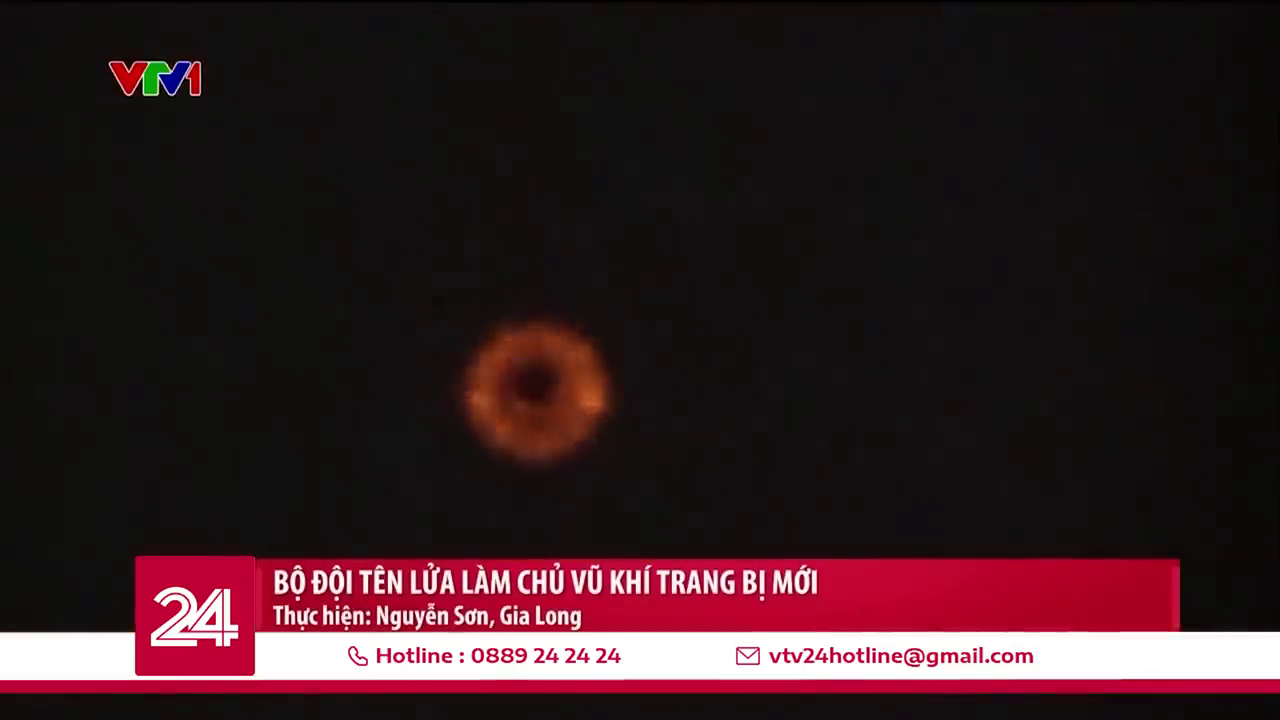 VTV1
BỘ ĐỘI TÊN LỬA LÀM CHỦ VŨ KHÍ TRANG BỊ MỚI
Thực hiện: Nguyễn Sơn, Gia Long
24
Hotline : 0889 24 24 24
vtv24hotline@gmail.com